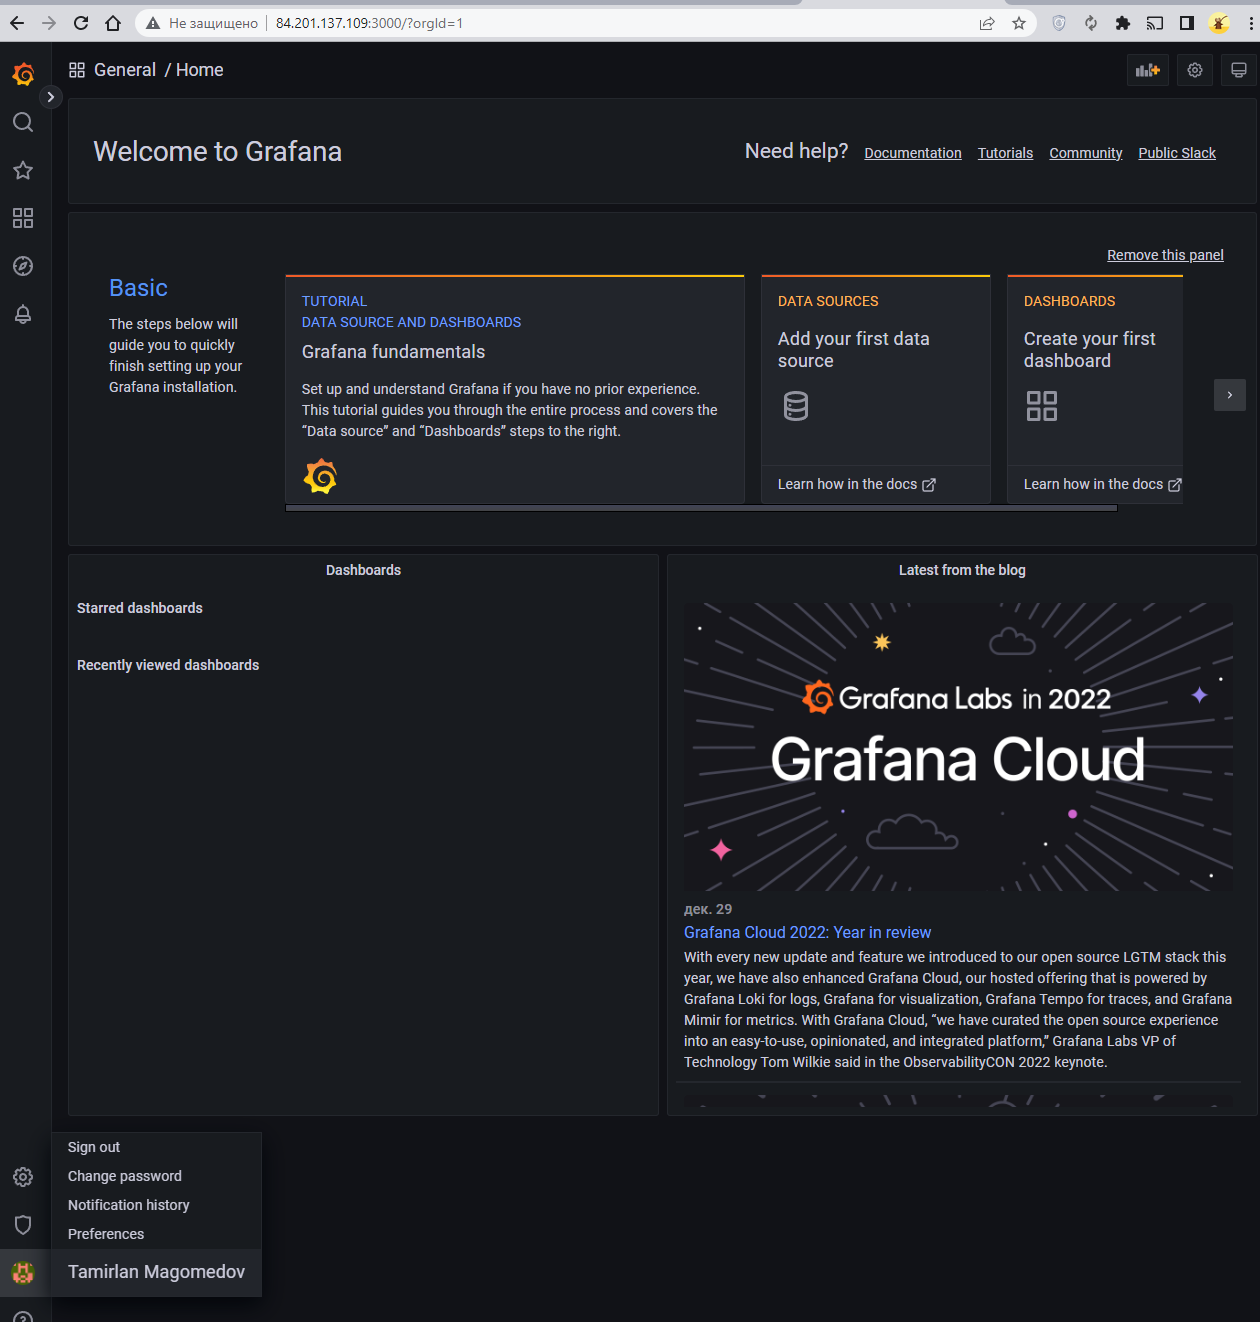 Не защищено 84.201.137.109:3000/?orgId=1
General / Home
Welcome to Grafana
Need help? Documentation Tutorials Community Public Slack
Remove this panel
Basic
The steps below will
guide you to quickly
finish setting up your
Grafana installation.
TUTORIAL
DATA SOURCE AND DASHBOARDS
Grafana fundamentals
Set up and understand Grafana if you have no prior experience.
This tutorial guides you through the entire process and covers the
“Data source” and “Dashboards” steps to the right.
DATA SOURCES
Add your first data
source
Learn how in the docs
DASHBOARDS
Create your first
dashboard
Learn how in the docs
Dashboards
Starred dashboards
Recently viewed dashboards
Latest from the blog
Grafana Labs in 2022
Grafana Cloud
дек. 29
Grafana Cloud 2022: Year in review
With every new update and feature we introduced to our open source LGTM stack this
year, we have also enhanced Grafana Cloud, our hosted offering that is powered by
Grafana Loki for logs, Grafana for visualization, Grafana Tempo for traces, and Grafana
Mimir for metrics. With Grafana Cloud, “we have curated the open source experience
into an easy-to-use, opinionated, and integrated platform,” Grafana Labs VP of
Technology Tom Wilkie said in the ObservabilityCON 2022 keynote.
Sign out
Change password
Notification history
Preferences
Tamirlan Magomedov